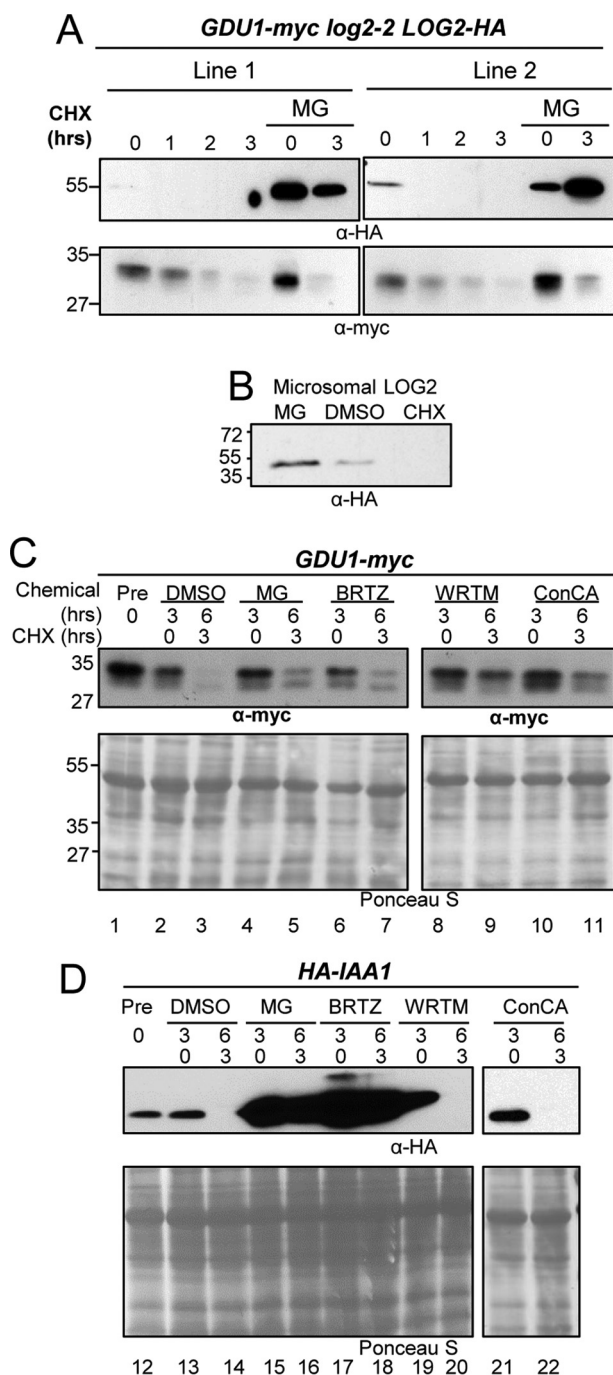 A
GDU1-myc log2-2 LOG2-HA
Line 1 Line 2
CHX (hrs) MG MG
0 1 2 3 0 3 0 1 2 3 0 3
55
α-HA
35
27
α-myc
B
Microsomal LOG2
MG DMSO CHX
72
55
35
α-HA
C
GDU1-myc
Chemical Pre DMSO MG BRTZ WRTM ConCA
(hrs) 0 3 6 3 6 3 6 3 6 3 6
CHX (hrs) 0 3 0 3 0 3 0 3 0 3
35
27
α-myc α-myc
55
35
27
Ponceau S
1 2 3 4 5 6 7 8 9 10 11
D
HA-IAA1
Pre DMSO MG BRTZ WRTM ConCA
0 3 6 3 6 3 6 3 6 3 6
0 3 0 3 0 3 0 3 0 3
α-HA
Ponceau S
12 13 14 15 16 17 18 19 20 21 22